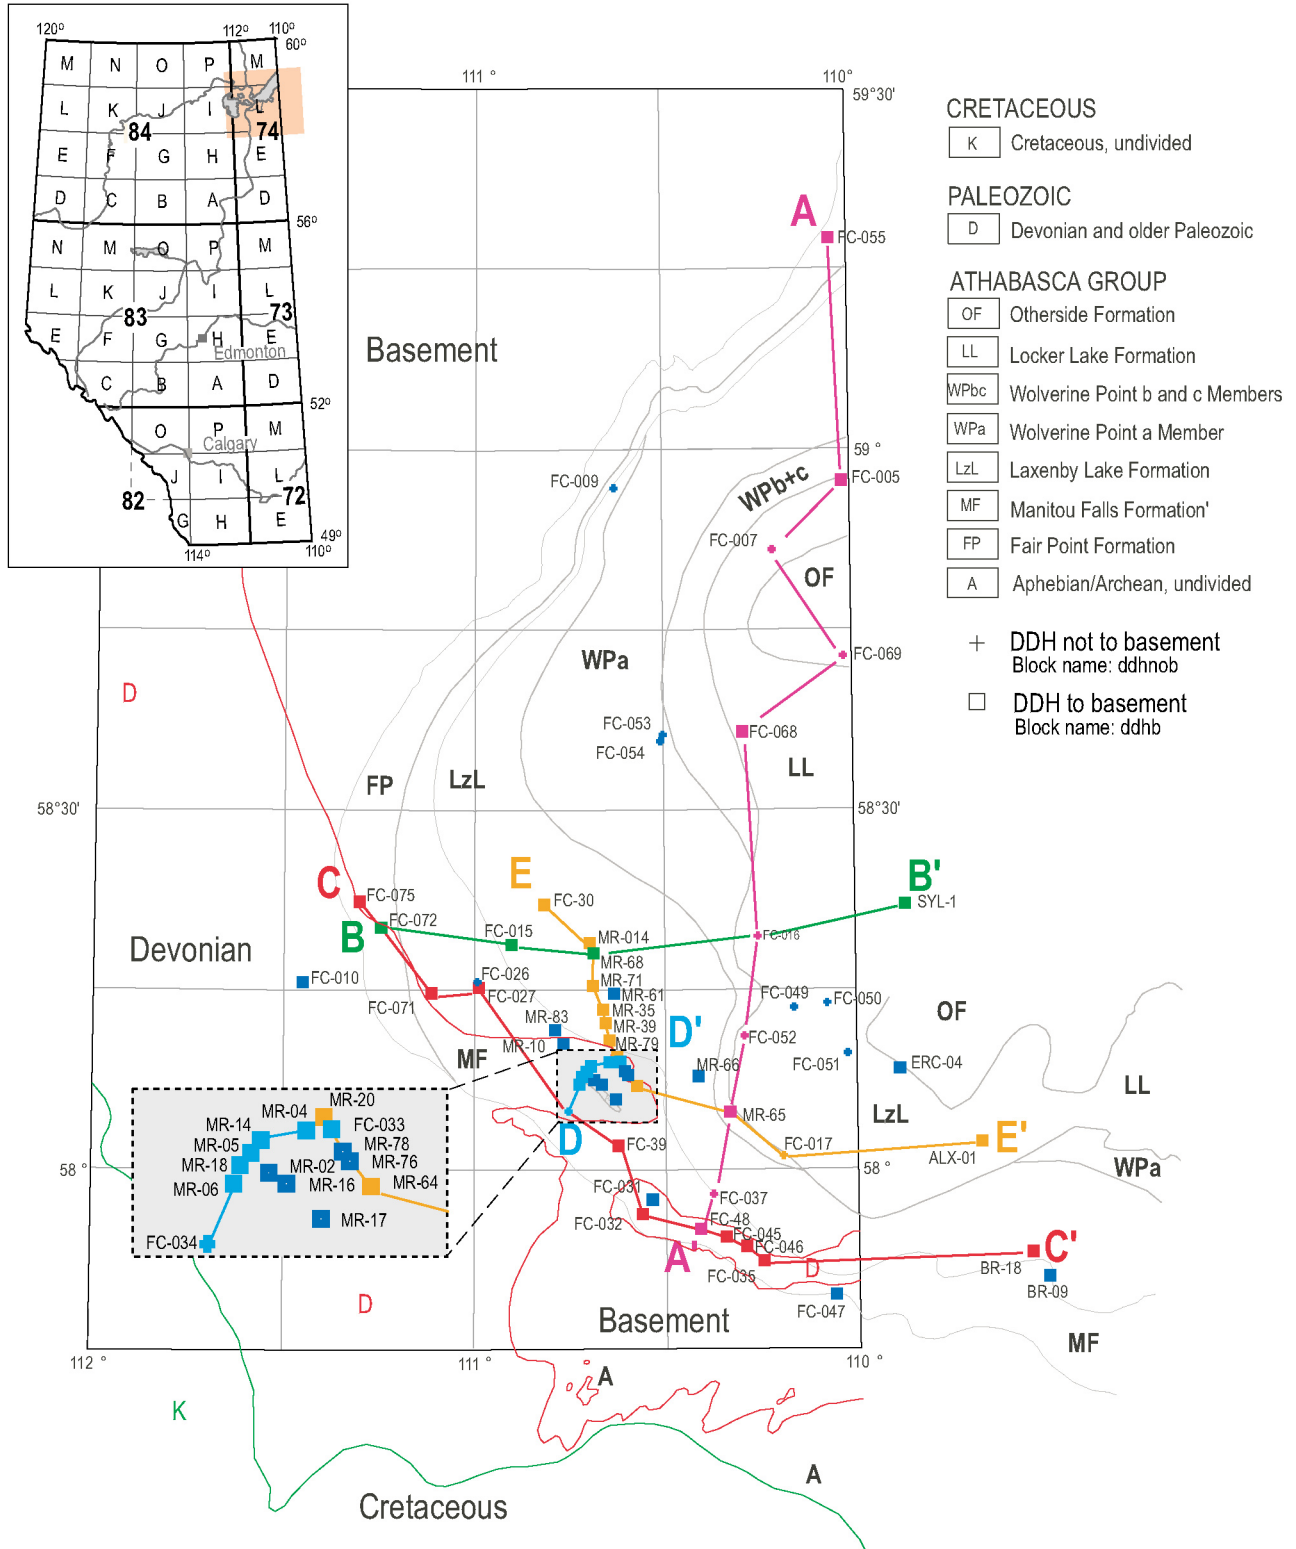 120º
112º
110º
60º
M
N
O
P
M
L
K
J
I
L
84
74
E
F
G
H
E
D
C
B
A
D
56º
N
M
O
P
M
L
K
J
I
L
83
73
E
F
G
H
E
Edmonton
C
B
A
D
52º
O
P
M
Calgary
J
I
L
82
72
G
H
E
49º
114º
110º
111 °
110°
59°30'
CRETACEOUS
K Cretaceous, undivided
PALEOZOIC
D Devonian and older Paleozoic
ATHABASCA GROUP
OF Otherside Formation
LL Locker Lake Formation
WPbc Wolverine Point b and c Members
WPa Wolverine Point a Member
LzL Laxenby Lake Formation
MF Manitou Falls Formation'
FP Fair Point Formation
A Aphebian/Archean, undivided
DDH not to basement
Block name: ddhnob
DDH to basement
Block name: ddhb
A
FC-055
Basement
59 °
FC-009
WPb+c
FC-005
FC-007
OF
WPa
FC-069
D
FC-053
FC-054
FC-068
LL
FP
LzL
58°30'
58°30'
C
FC-075
E
FC-30
B'
SYL-1
B
FC-072
FC-015
MR-014
FC-016
Devonian
MR-68
FC-010
FC-026
MR-71
FC-071
FC-027
MR-61
FC-049
FC-050
MR-35
OF
MR-83
MR-39
D'
FC-052
MR-10
MR-79
MF
MR-66
FC-051
ERC-04
LL
MR-20
MR-04
MR-14
FC-033
MR-05
MR-78
MR-18
MR-02
MR-76
MR-06
MR-16
MR-64
MR-17
FC-034
D
MR-65
LzL
FC-39
FC-017
ALX-01
E'
58 °
58 °
WPa
FC-031
FC-037
FC-032
FC-48
FC-045
FC-046
A'
FC-035
D
BR-18
C'
BR-09
FC-047
D
Basement
MF
112 °
111 °
110 °
A
K
A
Cretaceous